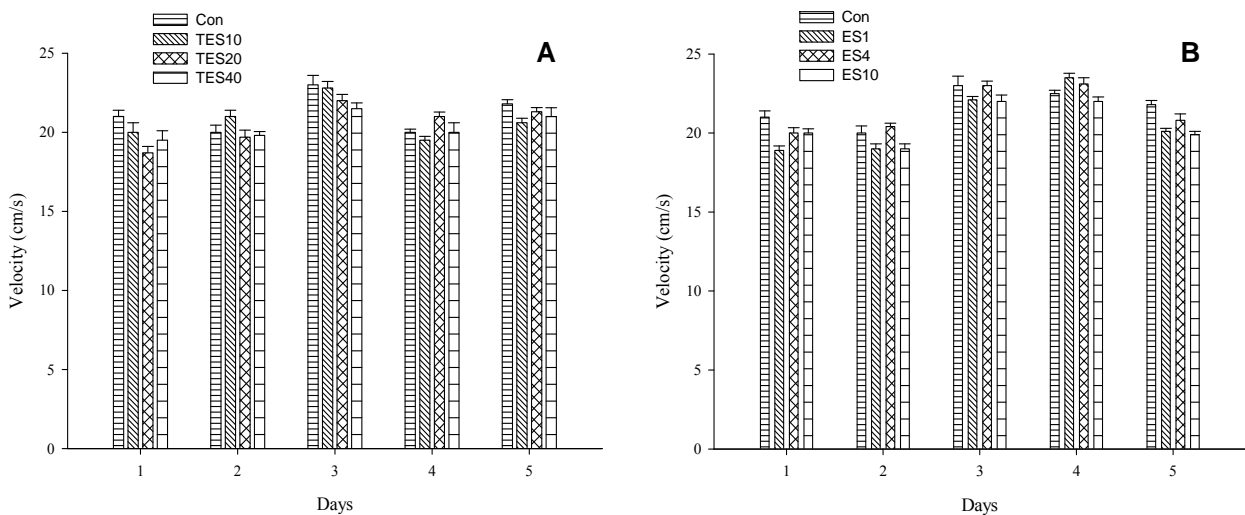 Con
TES10
TES20
TES40
A
25
20
15
10
5
0
Velocity (cm/s)
1 2 3 4 5
Days
Con
ES1
ES4
ES10
B
25
20
15
10
5
0
Velocity (cm/s)
1 2 3 4 5
Days